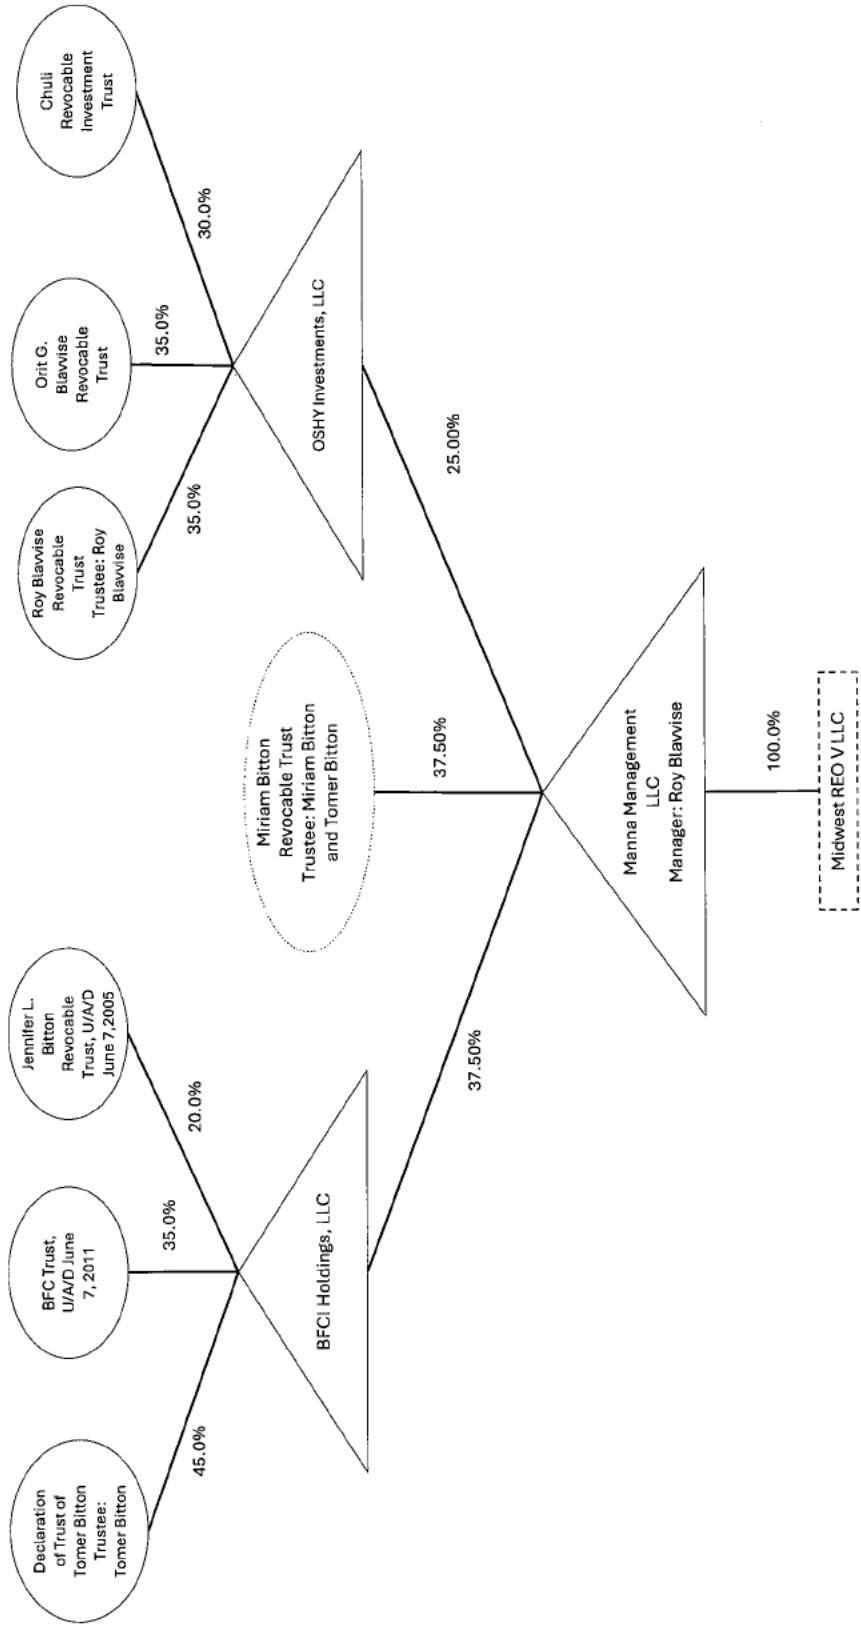 Declaration
of Trust of
Tomer Bitton
Trustee:
Tomer Bitton
BFC Trust,
U/A/D June
7, 2011
Jennifer L.
Bitton
Revocable
Trust, U/A/D
June 7,2005
Roy Blavvise
Revocable
Trust
Trustee: Roy
Blavvise
Orit G.
Blavvise
Revocable
Trust
Chuli
Revocable
Investment
Trust
45.0%
35.0%
20.0%
35.0%
35.0%
30.0%
Miriam Bitton
Revocable Trust
Trustee: Miriam Bitton
and Tomer Bitton
BFCI Holdings, LLC
OSHY Investments, LLC
37.50%
37.50%
25.00%
Manna Management
LLC
Manager: Roy Blavvise
100.0%
Midwest REO V LLC